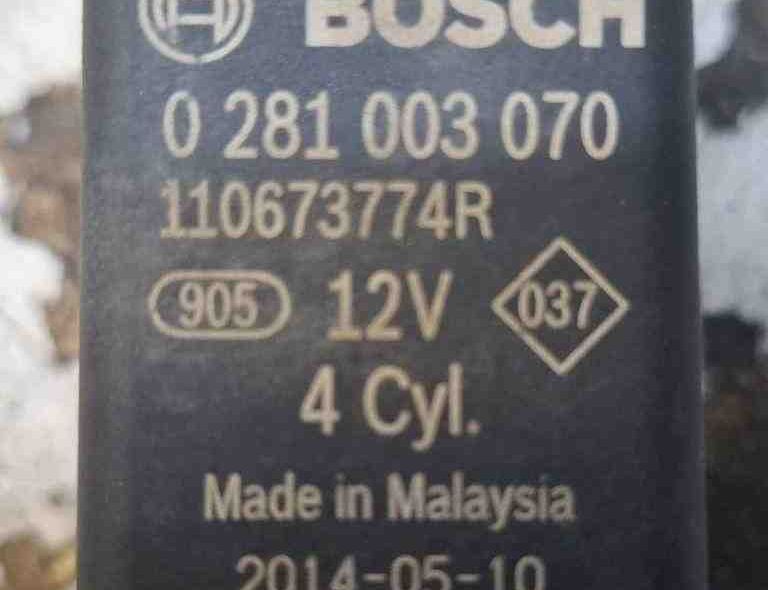 BOSCH
0 281 003 070
110673774R
905 12V 037
4 Cyl.
Made in Malaysia
2014-05-10